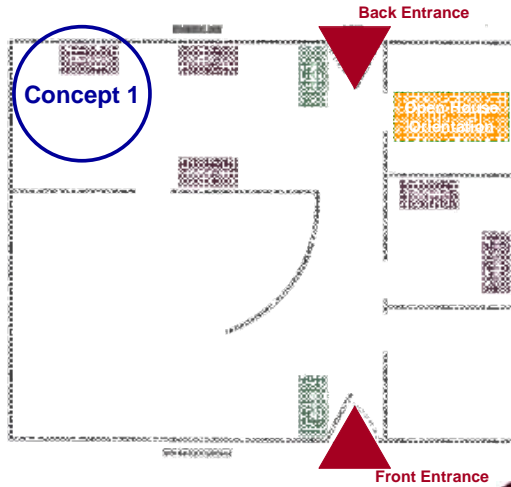 Back Entrance
Concept 1
Open House
Orientation
Front Entrance